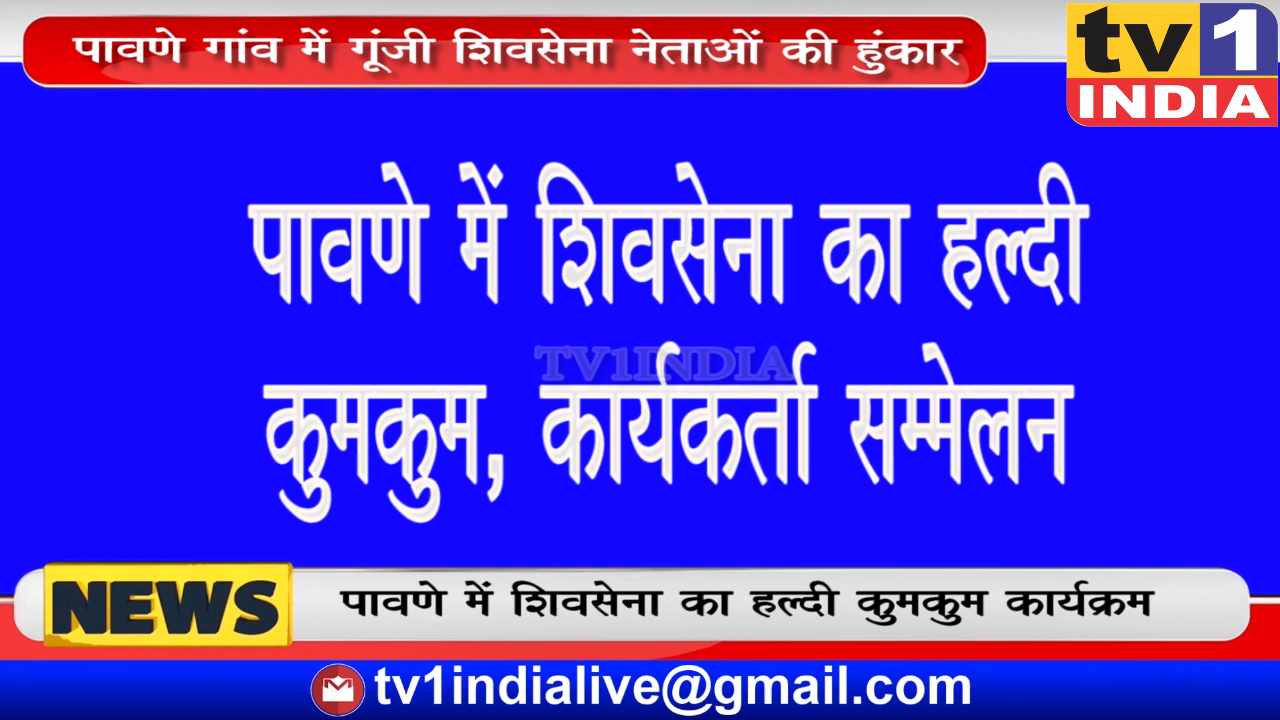 पावणे गांव में गूंजी शिवसेना नेताओं की हुंकार
tv1
INDIA
पावणे में शिवसेना का हल्दी
TV1INDIA
कुमकुम, कार्यकर्ता सम्मेलन
NEWS
पावणे में शिवसेना का हल्दी कुमकुम कार्यक्रम
tv1indialive@gmail.com